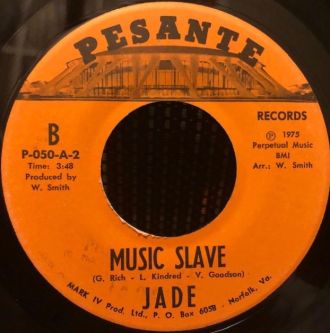 PESANTE
RECORDS
B
P-050-A-2
Time: 3:48
Produced by
W. Smith
℗ 1975
Perpetual Music
BMI
Arr.: W. Smith
MUSIC SLAVE
(G. Rich - L. Kindred - V. Goodson)
JADE
MARK IV Prod. Ltd., P. O. Box 605B - Norfolk, Va.